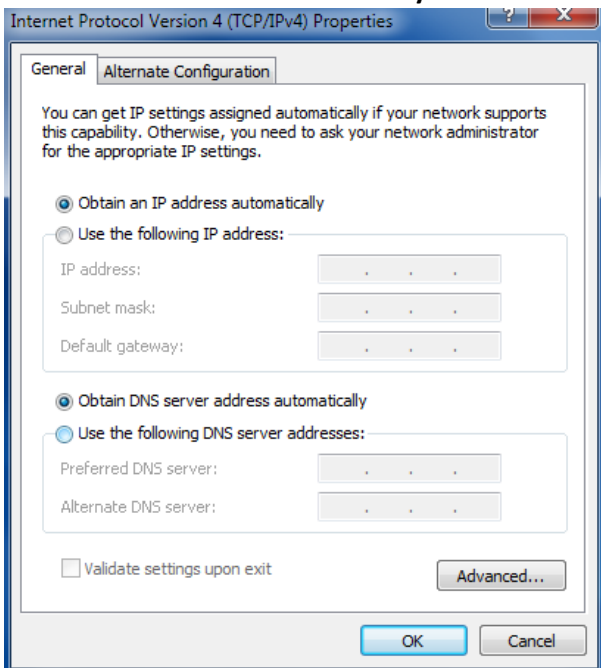 Internet Protocol Version 4 (TCP/IPv4) Properties
General
Alternate Configuration
You can get IP settings assigned automatically if your network supports
this capability. Otherwise, you need to ask your network administrator
for the appropriate IP settings.
Obtain an IP address automatically
Use the following IP address:
IP address:
Subnet mask:
Default gateway:
Obtain DNS server address automatically
Use the following DNS server addresses:
Preferred DNS server:
Alternate DNS server:
Validate settings upon exit
Advanced...
OK
Cancel